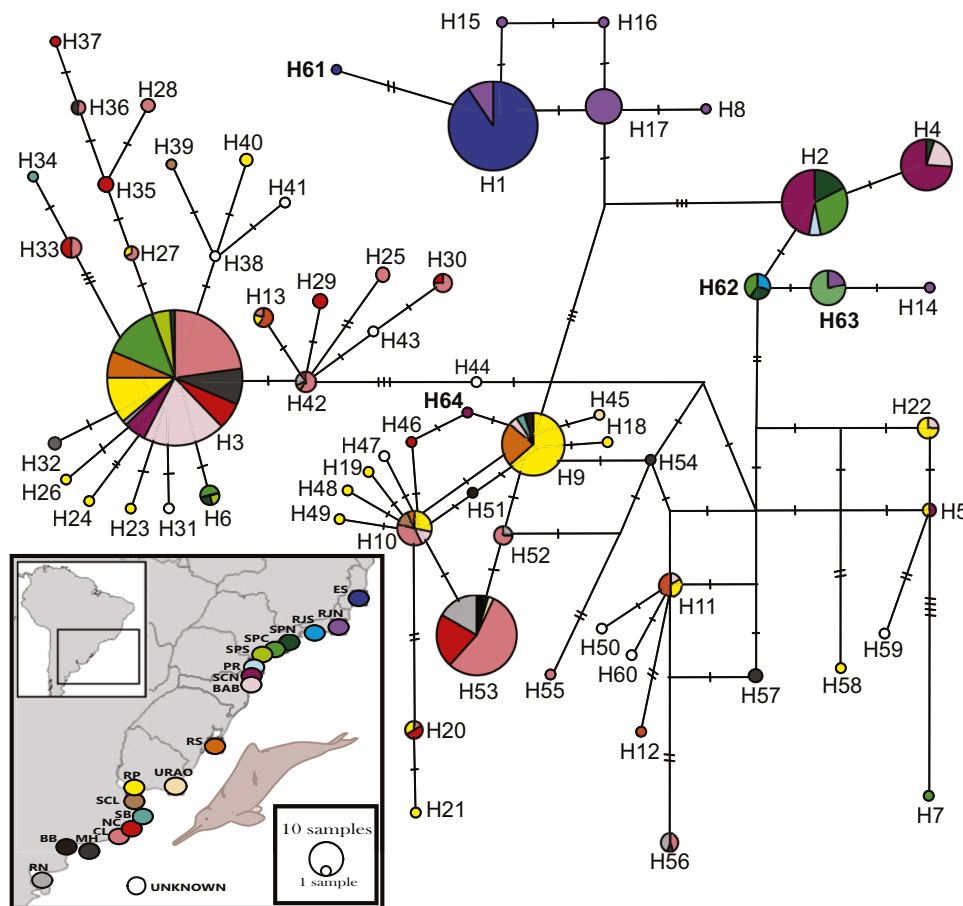 H15
H16
H37
H61
H36
H28
H8
H17
H1
H39
H40
H34
H4
H2
H35
H41
H33
H27
H38
H25
H30
H29
H13
H62
H14
H63
H43
H44
H42
H3
H64
H45
H22
H46
H18
H32
H47
H9
H26
H19
H54
H24
H48
H51
H5
H23
H31
H6
H49
H10
H52
H11
H50
H60
H59
H53
H55
H58
H57
H12
H20
H21
H7
H56
ES
RJN
RJS
SPN
SPC
SPS
PR
SCN
BAB
RS
RP
URAO
SCL
SB
NC
CL
BB
MH
RN
UNKNOWN
10 samples
1 sample